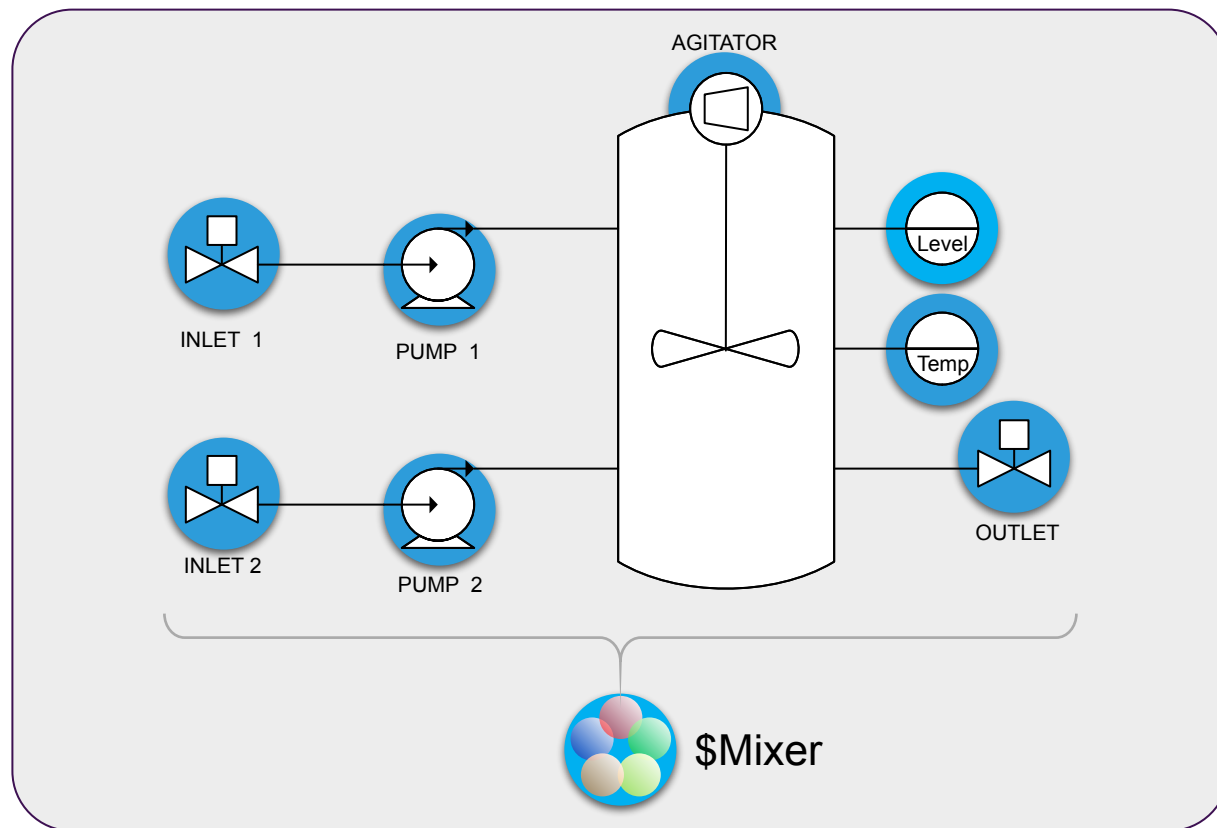 AGITATOR
Level
INLET 1
PUMP 1
Temp
INLET 2
PUMP 2
OUTLET
$Mixer